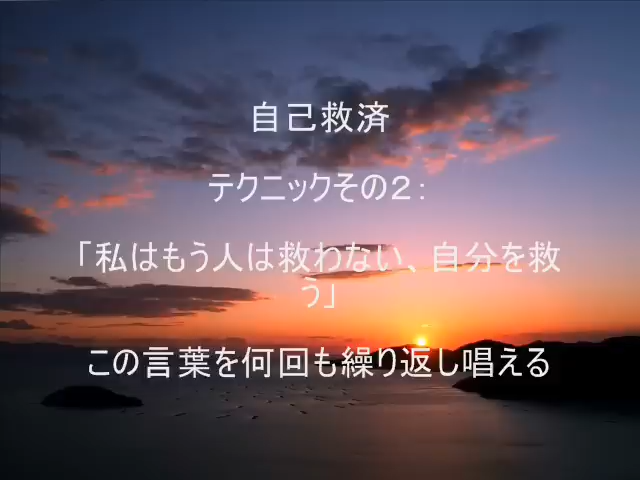 自己救済
テクニックその２：
「私はもう人は救わない、自分を救
う」
この言葉を何回も繰り返し唱える